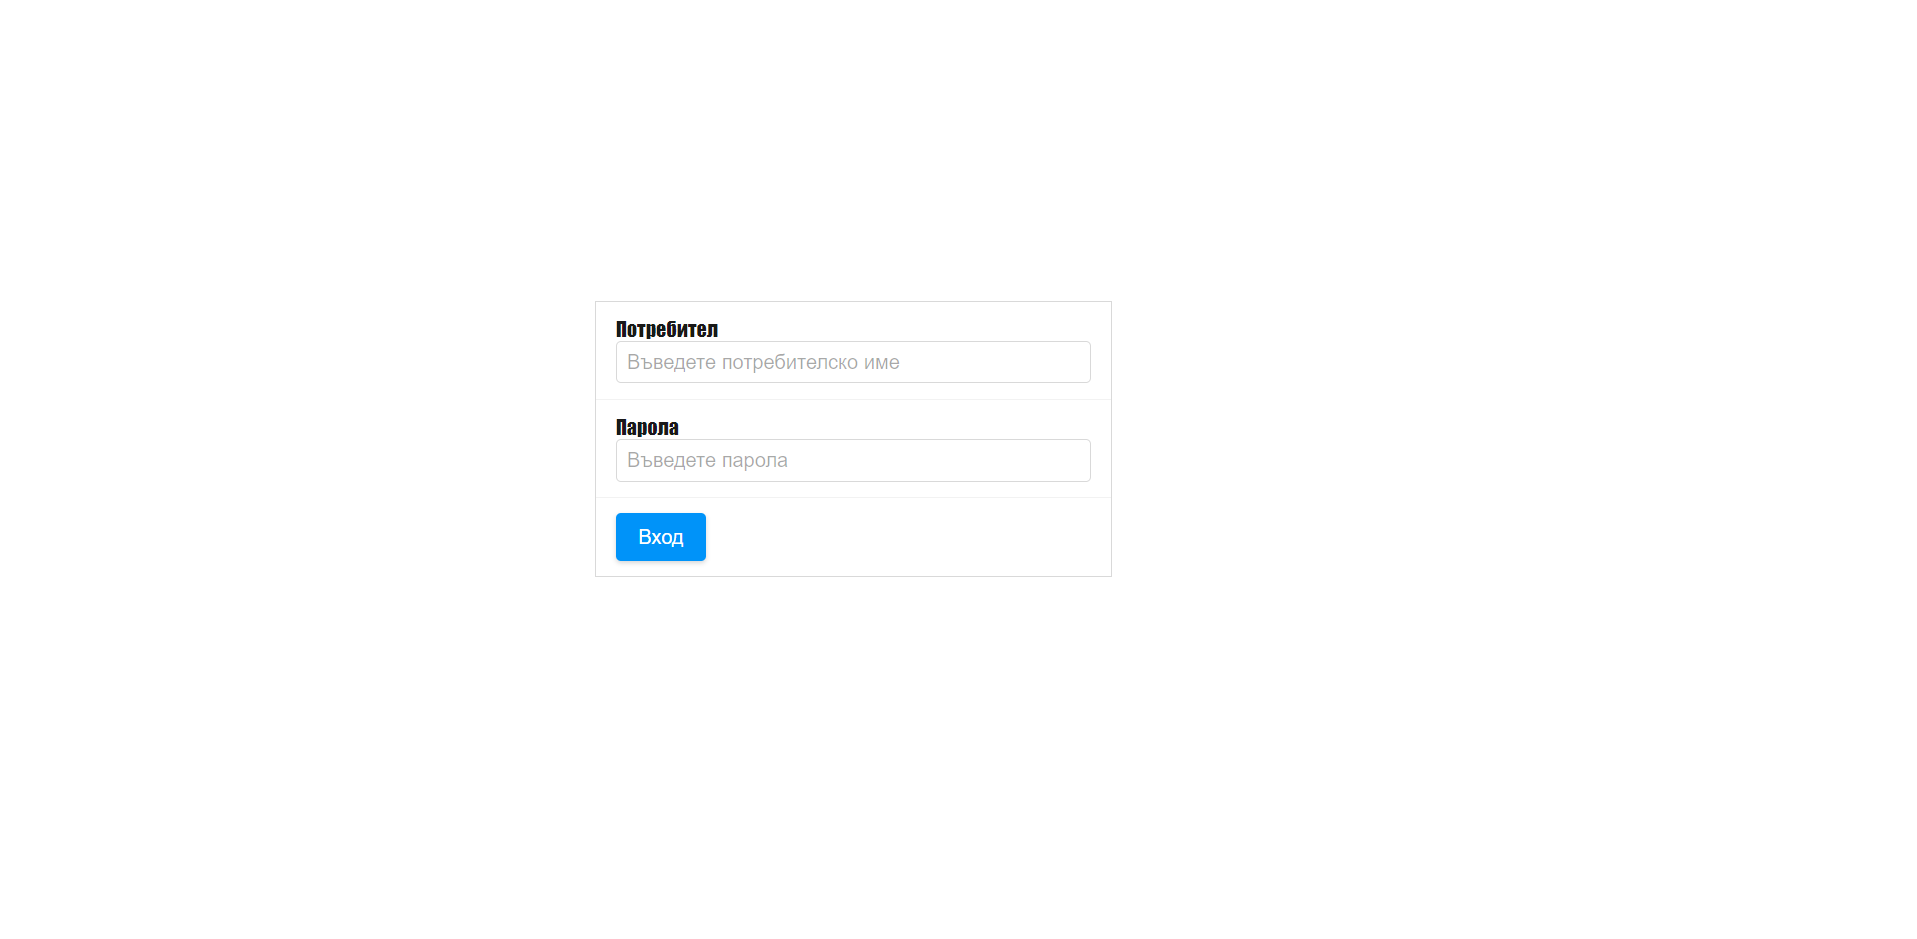 Потребител
Въведете потребителско име
Парола
Въведете парола
Вход